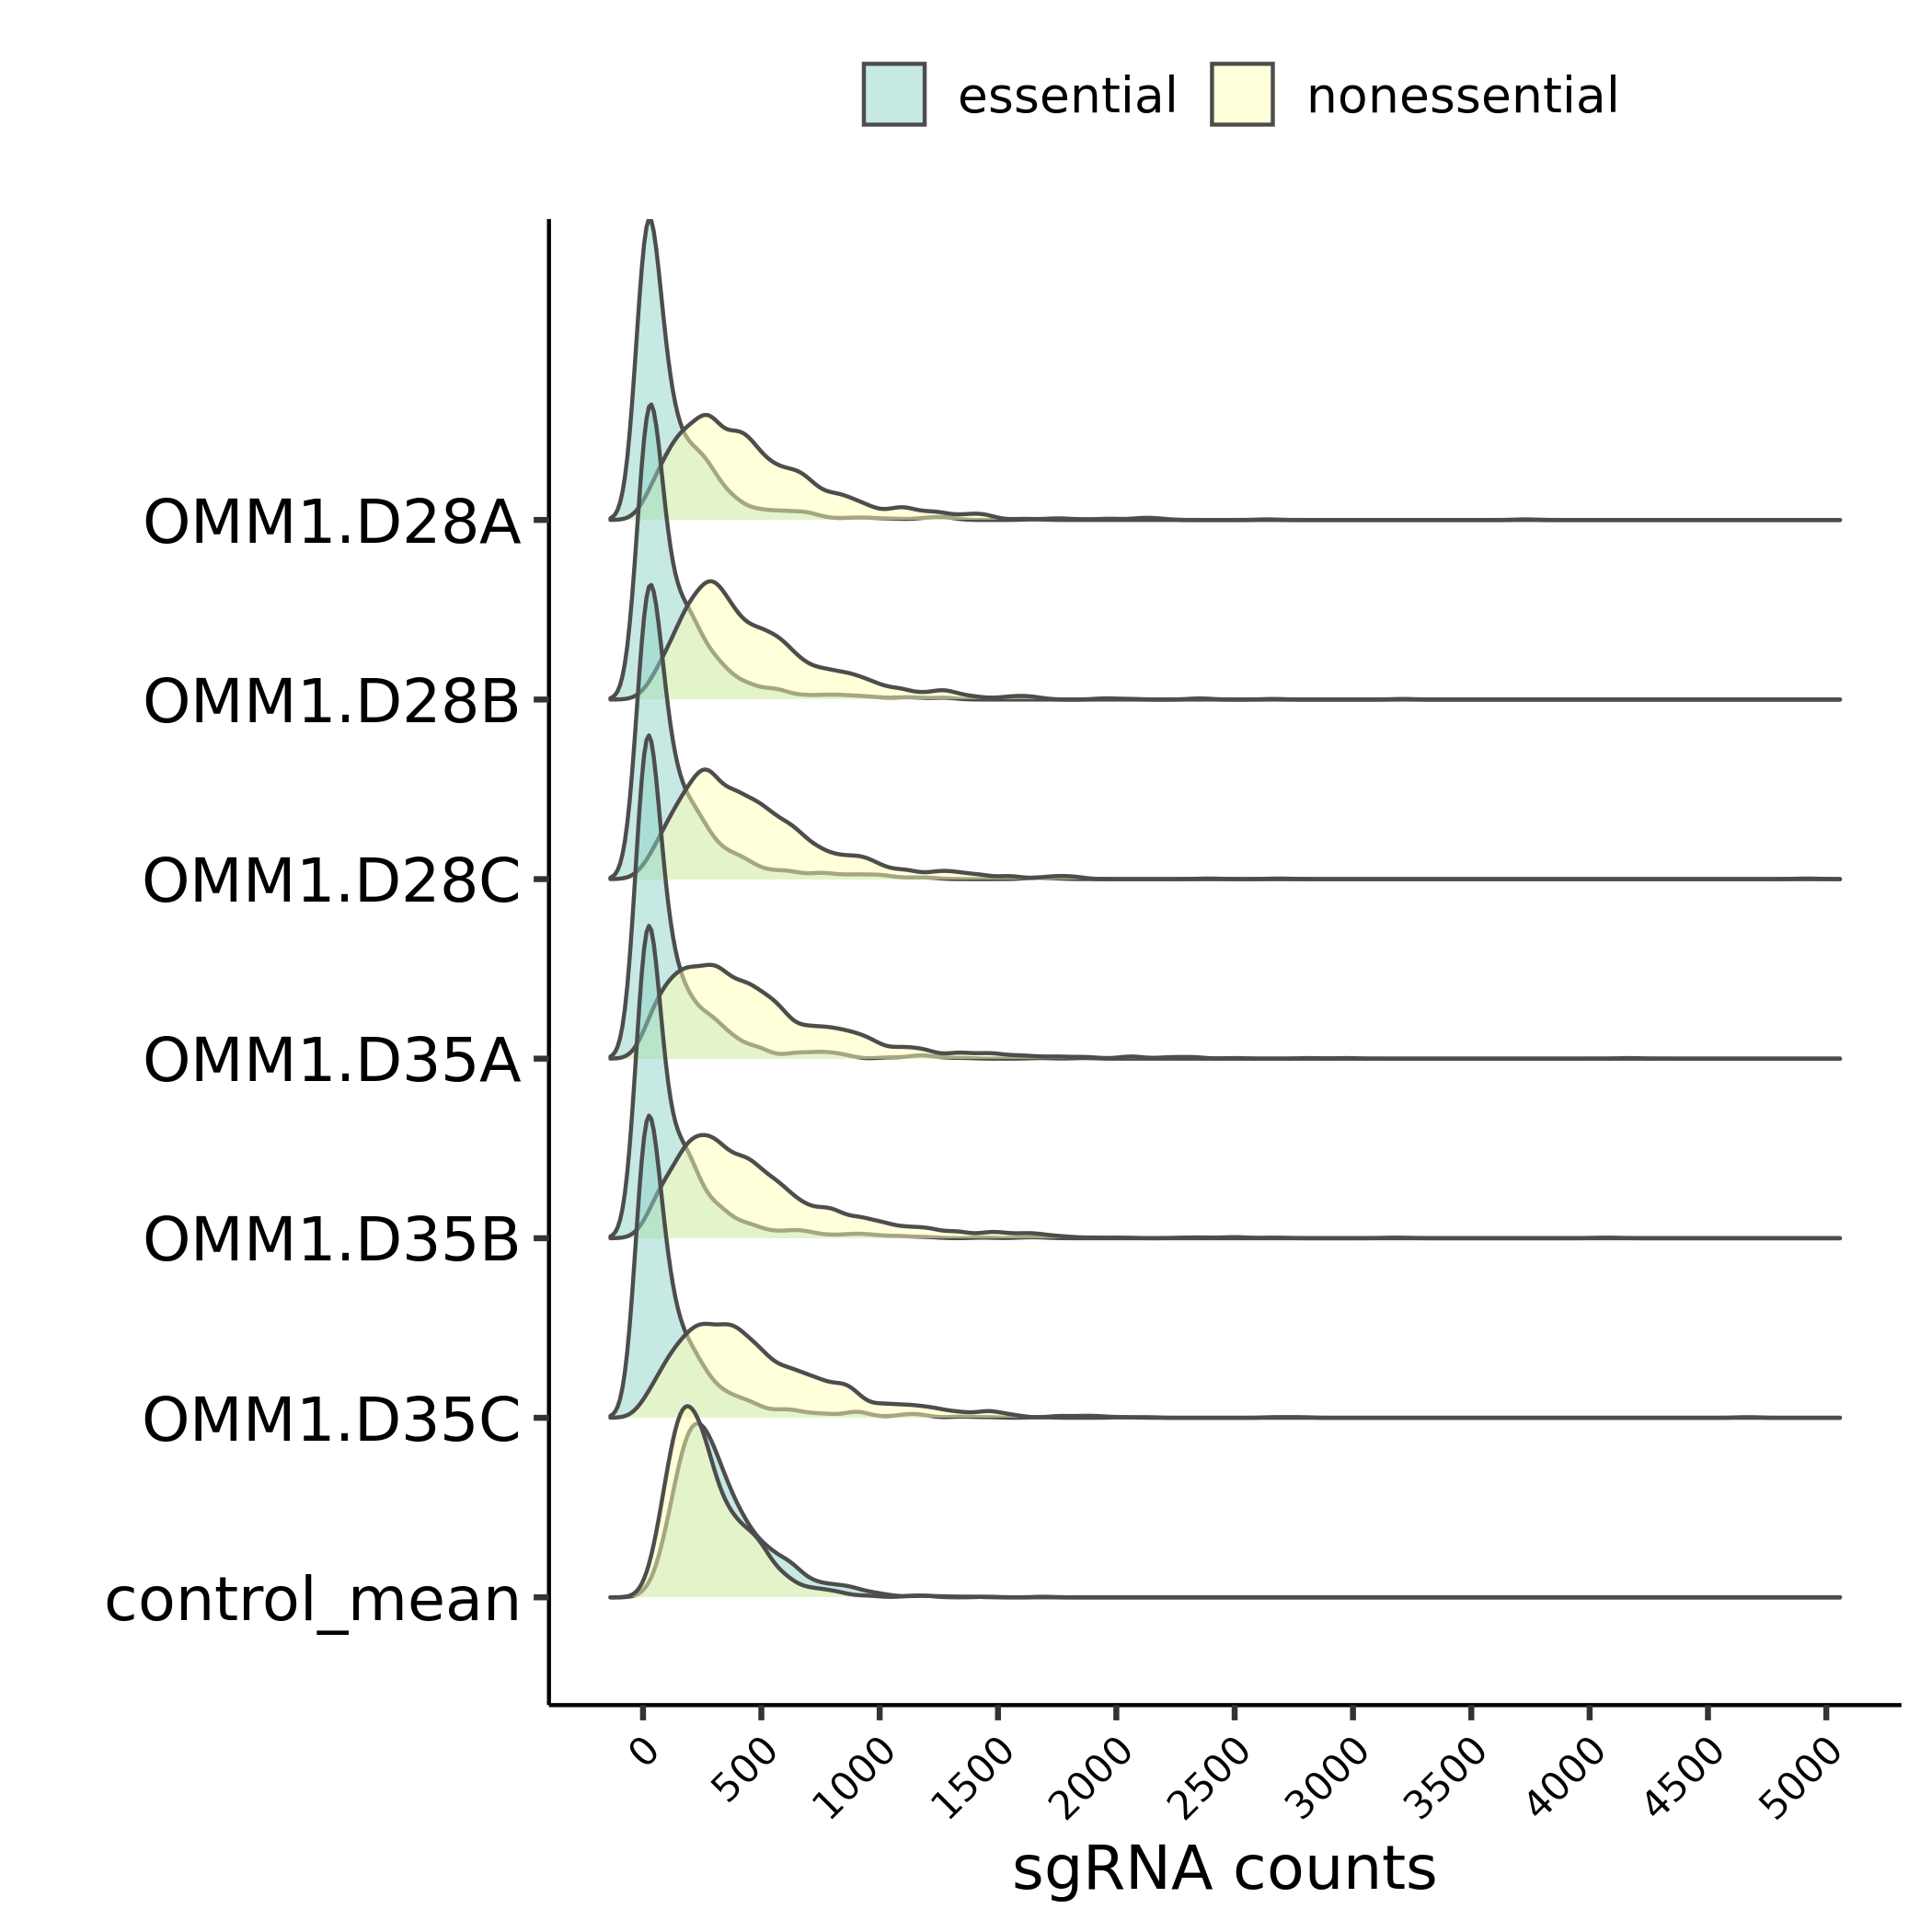 essential nonessential
OMM1.D28A
OMM1.D28B
OMM1.D28C
OMM1.D35A
OMM1.D35B
OMM1.D35C
control_mean
0 500 1000 1500 2000 2500 3000 3500 4000 4500 5000
sgRNA counts